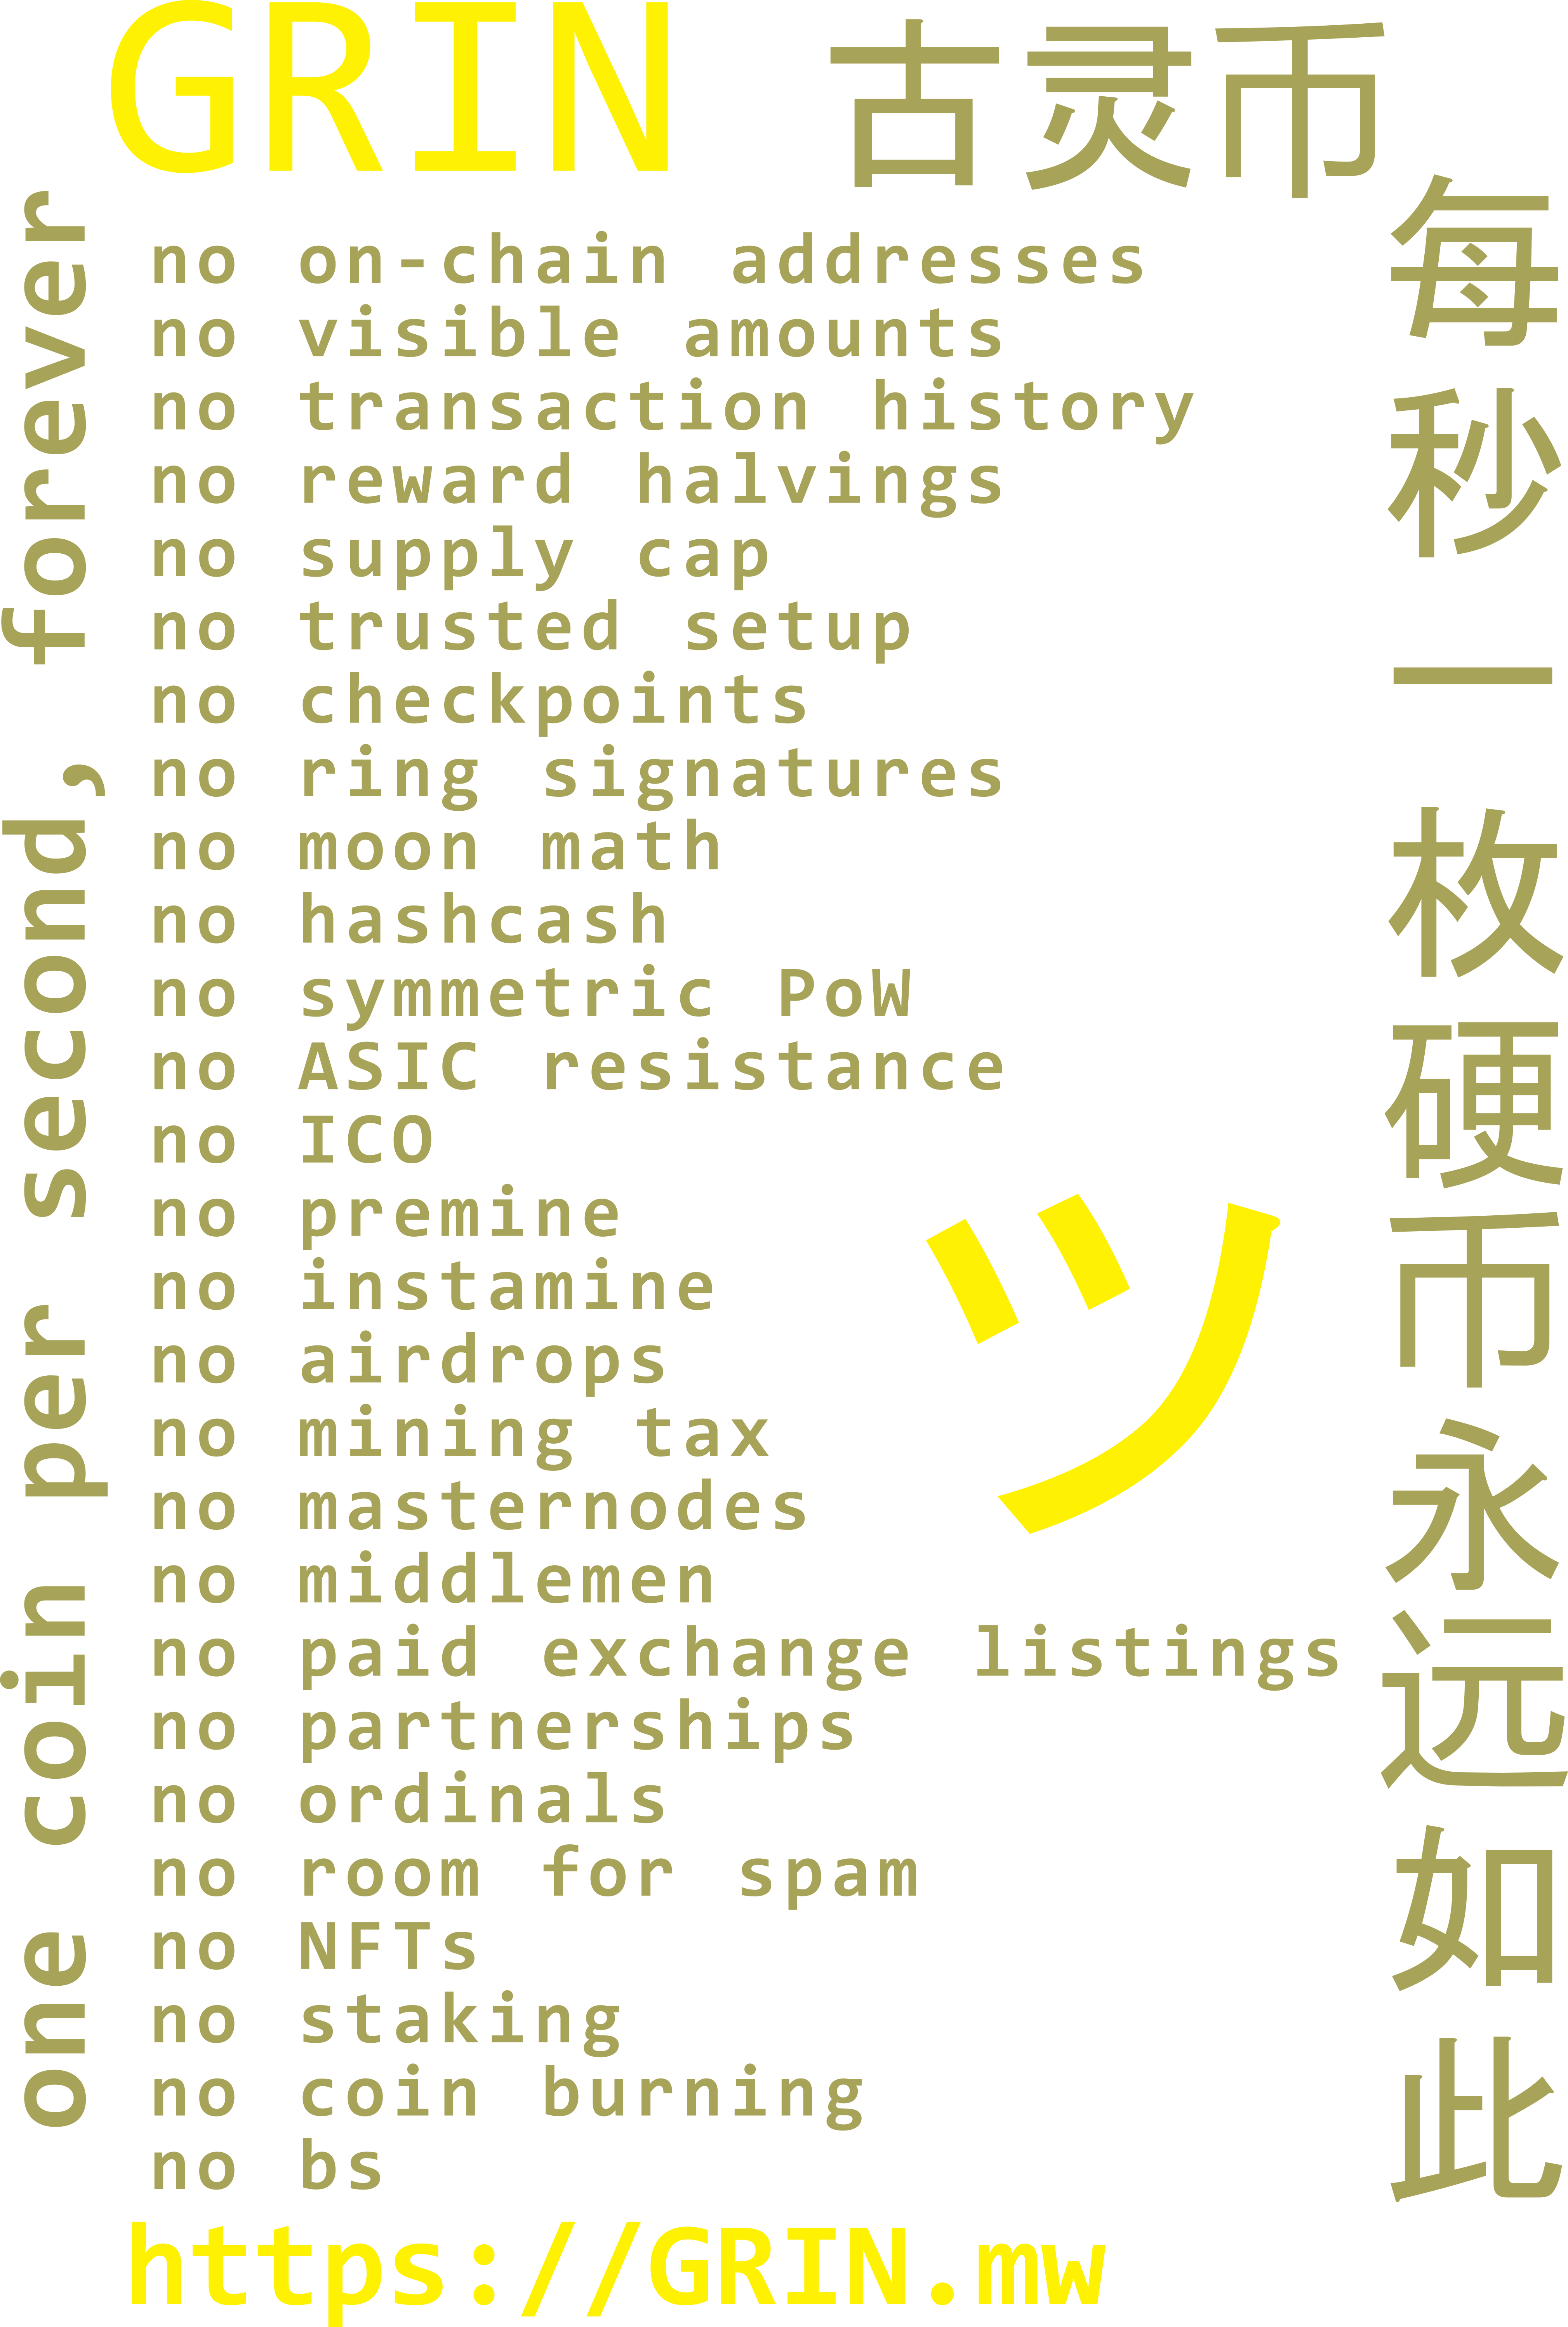 GRIN 古灵币
one coin per second, forever
no on-chain addresses
no visible amounts
no transaction history
no reward halvings
no supply cap
no trusted setup
no checkpoints
no ring signatures
no moon math
no hashcash
no symmetric PoW
no ASIC resistance
no ICO
no premine
no instamine
no airdrops
no mining tax
no masternodes
no middlemen
no paid exchange listings
no partnerships
no ordinals
no room for spam
no NFTs
no staking
no coin burning
no bs
ツ
每秒一枚硬币永远如此
https://GRIN.mw